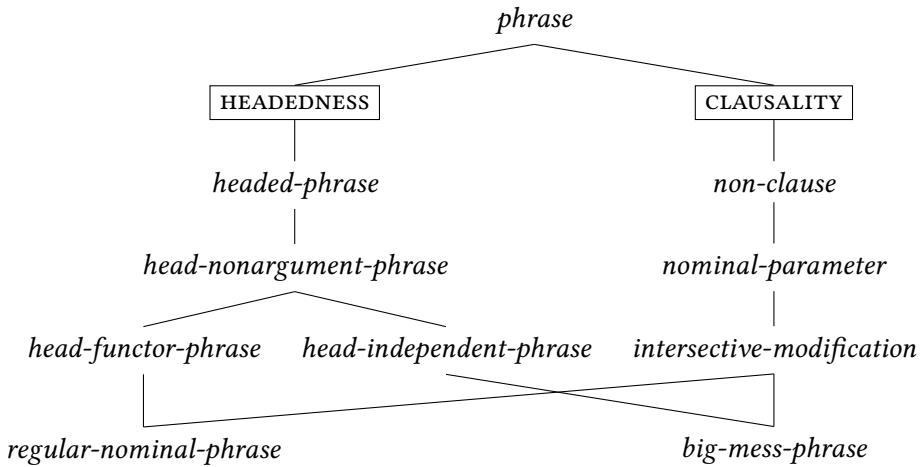 phrase
HEADEDNESS CLAUSALITY
headed-phrase non-clause
head-nonargument-phrase nominal-parameter
head-functor-phrase head-independent-phrase intersective-modification
regular-nominal-phrase big-mess-phrase